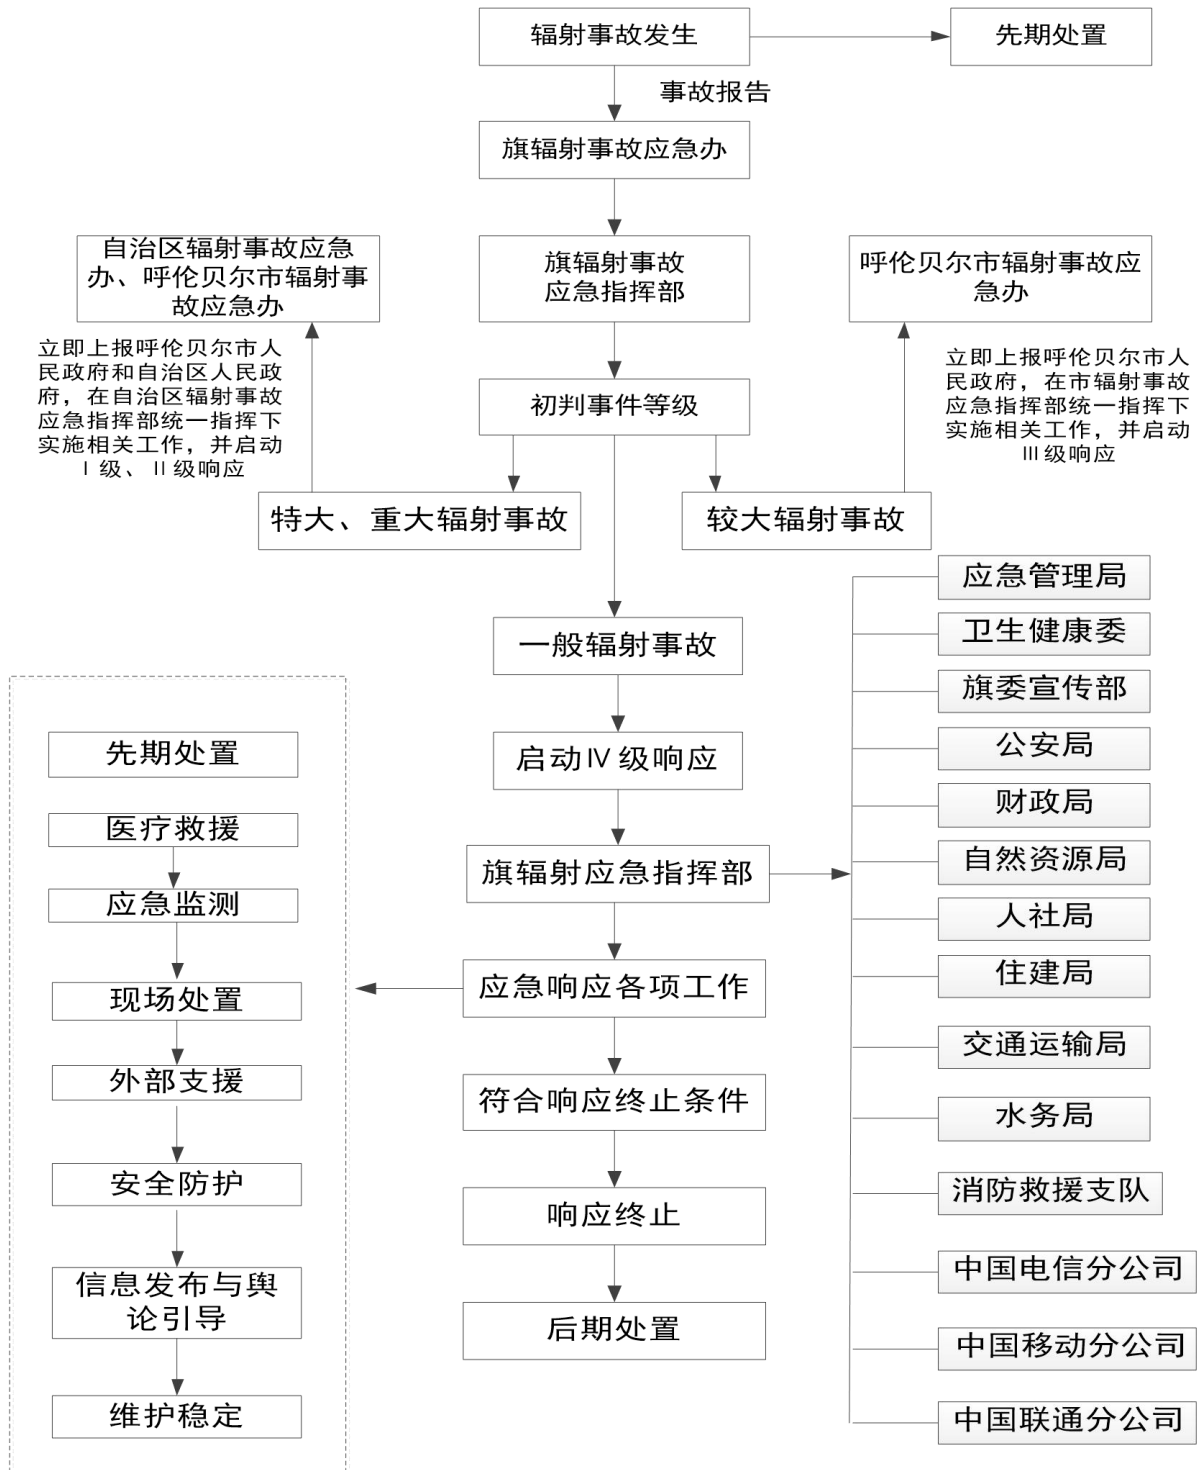 辐射事故发生
先期处置
事故报告
旗辐射事故应急办
自治区辐射事故应急
办、呼伦贝尔市辐射事
故应急办
旗辐射事故
应急指挥部
呼伦贝尔市辐射事故应
急办
立即上报呼伦贝尔市人
民政府和自治区人民政
府，在自治区辐射事故
应急指挥部统一指挥下
实施相关工作，并启动
Ⅰ级、Ⅱ级响应
初判事件等级
立即上报呼伦贝尔市人
民政府，在市辐射事故
应急指挥部统一指挥下
实施相关工作，并启动
Ⅲ级响应
特大、重大辐射事故
较大辐射事故
一般辐射事故
启动Ⅳ级响应
旗辐射应急指挥部
应急响应各项工作
符合响应终止条件
响应终止
后期处置
先期处置
医疗救援
应急监测
现场处置
外部支援
安全防护
信息发布与舆
论引导
维护稳定
应急管理局
卫生健康委
旗委宣传部
公安局
财政局
自然资源局
人社局
住建局
交通运输局
水务局
消防救援支队
中国电信分公司
中国移动分公司
中国联通分公司